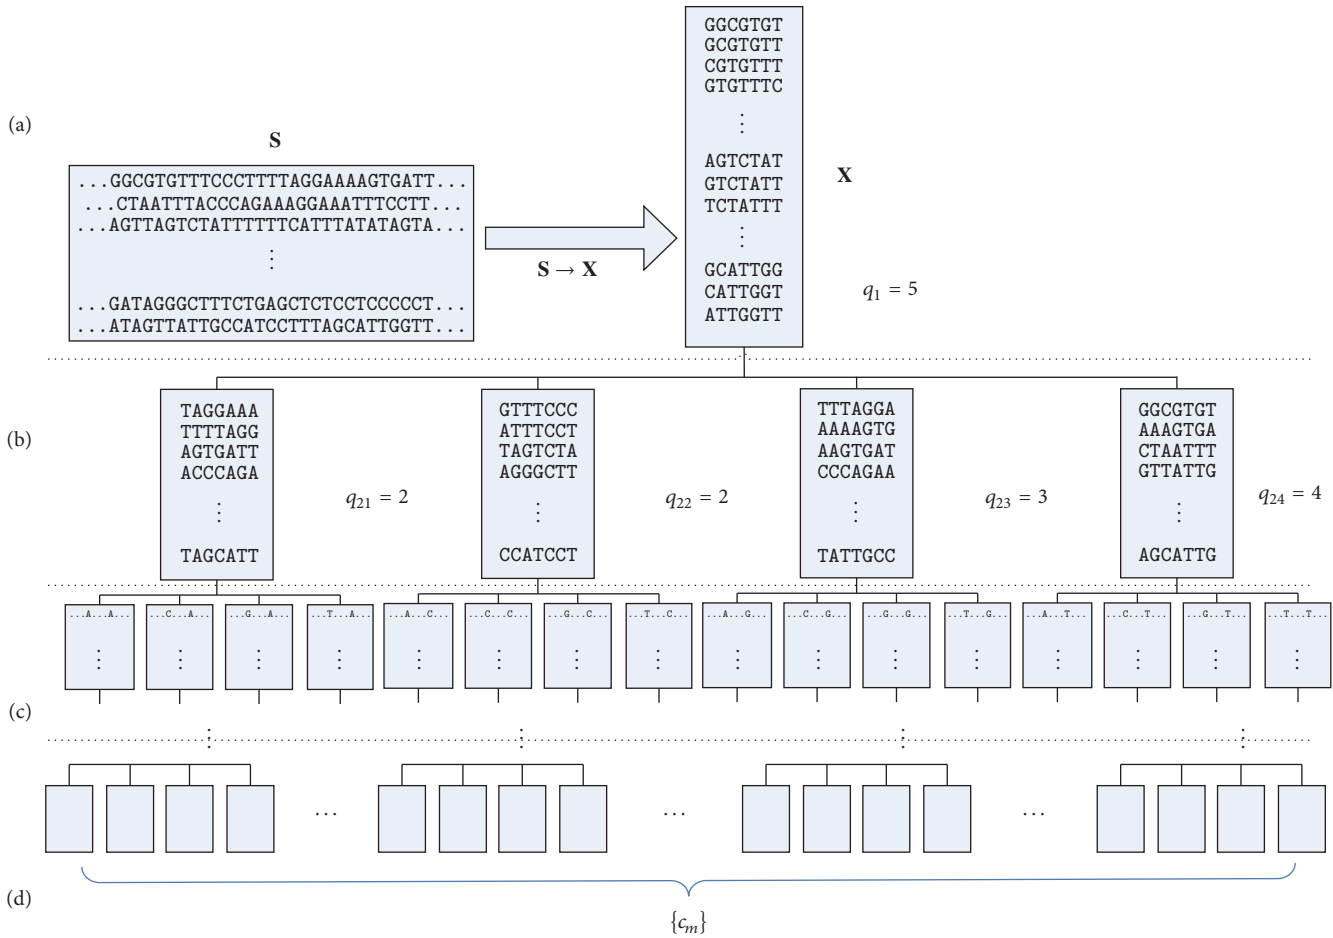 (a)
S
...GGCGTGTTTCCCTTTTAGGAAAAGTGATT...
...CTAATTTACCCAGAAAGGAAATTTCCTT...
...AGTTAGTCTATTTTTTCATTTATATAGTA...
⋮
...GATAGGGCTTTCTGAGCTCTCCTCCCCCT...
...ATAGTTATTGCCATCCTTTAGCATTGGTT...
S → X
GGCGTGT
GCGTGTT
CGTGTTT
GTGTTTC
⋮
AGTCTAT
GTCTATT
TCTATTT
⋮
GCATTGG
CATTGGT
ATTGGTT
X
q1 = 5
(b)
TAGGAAA
TTTTAGG
AGTGATT
ACCCAGA
⋮
TAGCATT
q21 = 2
GTTTCCC
ATTTCCT
TAGTCTA
AGGGCTT
⋮
CCATCCT
q22 = 2
TTTAGGA
AAAAGTG
AAGTGAT
CCCAGAA
⋮
TATTGCC
q23 = 3
GGCGTGT
AAAGTGA
CTAATTT
GTTATTG
⋮
AGCATTG
q24 = 4
(c)
...A...A...
...C...A...
...G...A...
...T...A...
...A...C...
...C...C...
...G...C...
...T...C...
...A...G...
...C...G...
...G...G...
...T...G...
...A...T...
...C...T...
...G...T...
...T...T...
...
...
...
(d)
{cm}